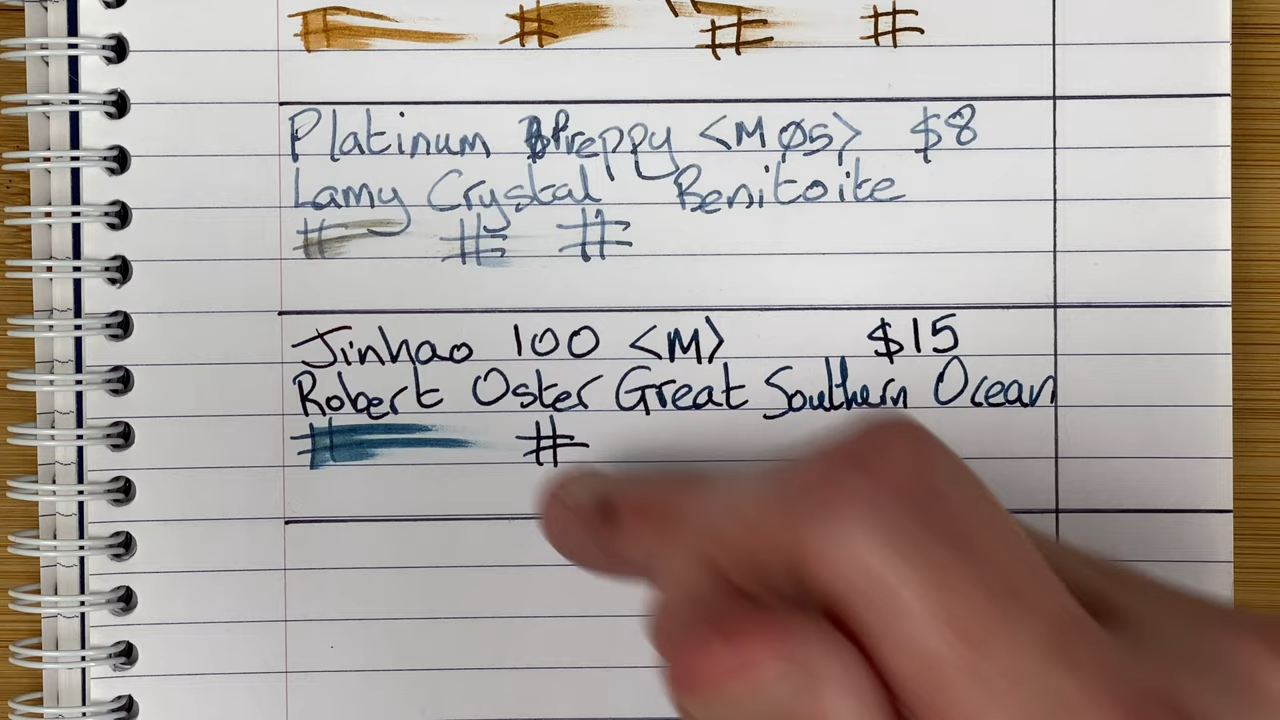 # # # #
Platinum Preppy <M 05> $8
Lamy Crystal Benitoite
# # #
Jinhao 100 <M> $15
Robert Oster Great Southern Ocean
# #